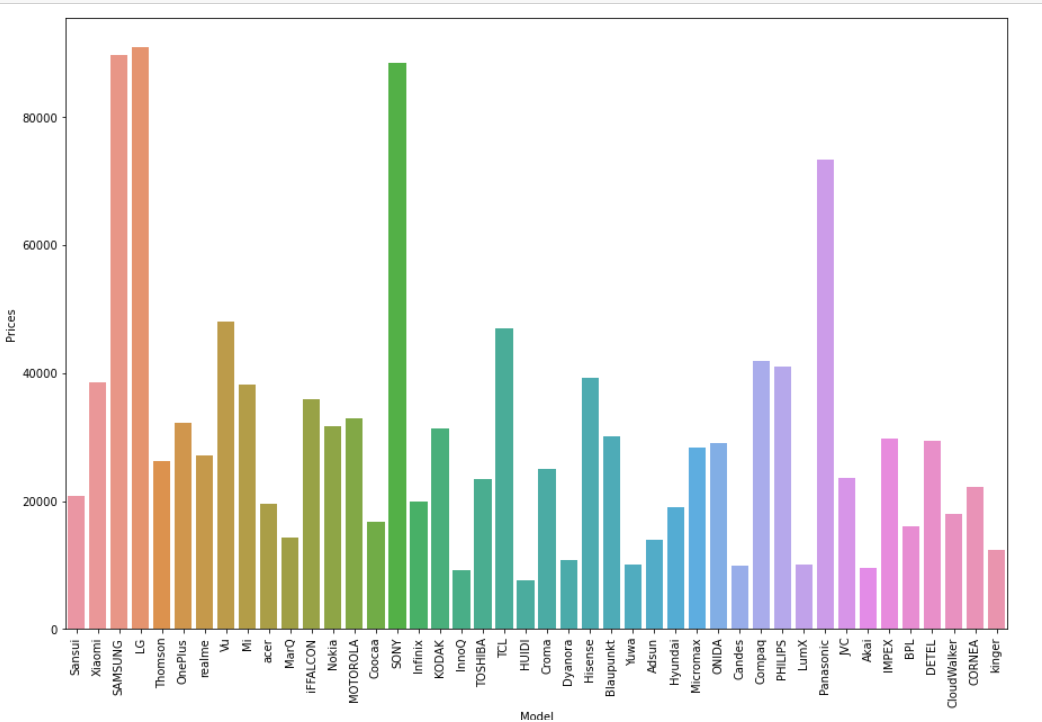 Prices
80000
60000
40000
20000
0
Sansui
Xiaomi
SAMSUNG
LG
Thomson
OnePlus
realme
Vu
Mi
acer
MarQ
iFFALCON
Nokia
MOTOROLA
Coocaa
SONY
Infinix
KODAK
InnoQ
TOSHIBA
TCL
HUIDI
Croma
Dyanora
Hisense
Blaupunkt
Yuwa
Adsun
Hyundai
Micromax
ONIDA
Candes
Compaq
PHILIPS
LumX
Panasonic
JVC
Akai
IMPEX
BPL
DETEL
CloudWalker
CORNEA
kinger
Model